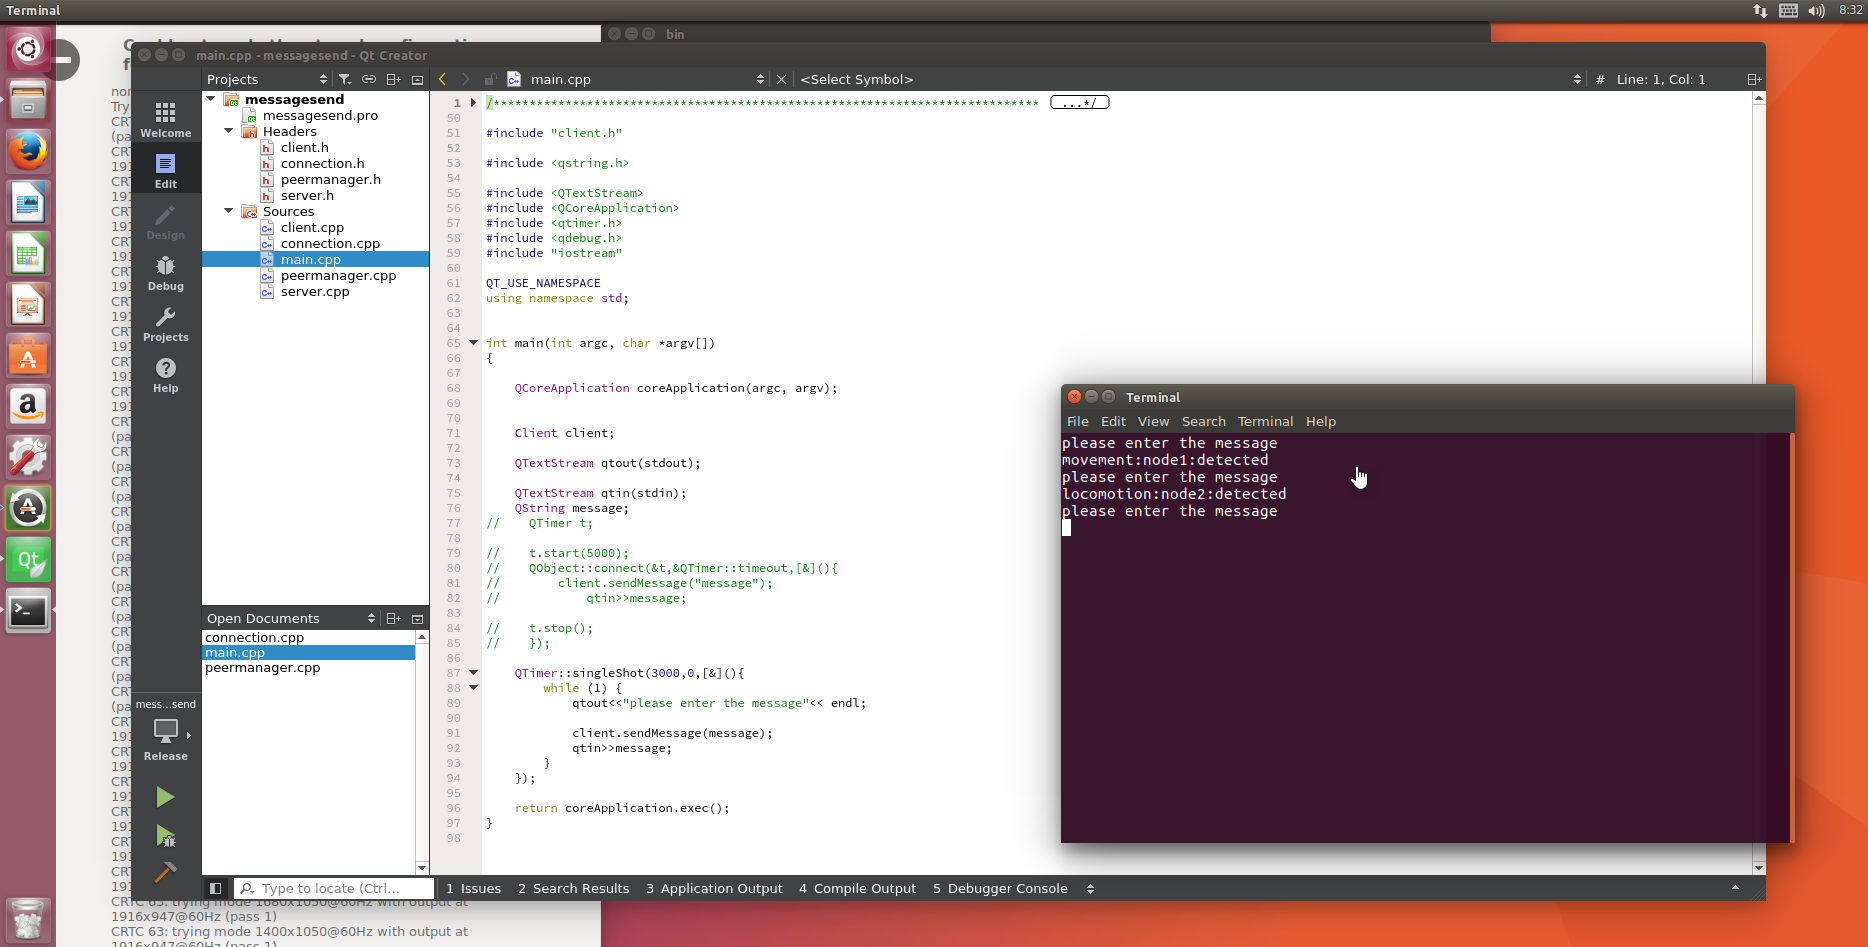 Terminal
8:32
bin
main.cpp - messagesend - Qt Creator
Projects
main.cpp
<Select Symbol>
# Line: 1, Col: 1
Welcome
Edit
Design
Debug
Projects
Help
mess...send
Release
messagesend
messagesend.pro
Headers
client.h
connection.h
peermanager.h
server.h
Sources
client.cpp
connection.cpp
main.cpp
peermanager.cpp
server.cpp
Open Documents
connection.cpp
main.cpp
peermanager.cpp
1 /**************************************************************************** ...*/
50
51 #include "client.h"
52
53 #include <qstring.h>
54
55 #include <QTextStream>
56 #include <QCoreApplication>
57 #include <qtimer.h>
58 #include <qdebug.h>
59 #include "iostream"
60
61 QT_USE_NAMESPACE
62 using namespace std;
63
64
65 int main(int argc, char *argv[])
66 {
67
68 QCoreApplication coreApplication(argc, argv);
69
70
71 Client client;
72
73 QTextStream qtout(stdout);
74
75 QTextStream qtin(stdin);
76 QString message;
77 // QTimer t;
78
79 // t.start(5000);
80 // QObject::connect(&t,&QTimer::timeout,[&](){
81 // client.sendMessage("message");
82 // qtin>>message;
83
84 // t.stop();
85 // });
86
87 QTimer::singleShot(3000,0,[&](){
88 while (1) {
89 qtout<<"please enter the message"<< endl;
90
91 client.sendMessage(message);
92 qtin>>message;
93 }
94 });
95
96 return coreApplication.exec();
97 }
98
Terminal
File Edit View Search Terminal Help
please enter the message
movement:node1:detected
please enter the message
locomotion:node2:detected
please enter the message
Type to locate (Ctrl...
1 Issues 2 Search Results 3 Application Output 4 Compile Output 5 Debugger Console
CRTC 63: trying mode 1680x1050@60Hz with output at
1916x947@60Hz (pass 1)
CRTC 63: trying mode 1400x1050@60Hz with output at
1916x947@60Hz (pass 1)